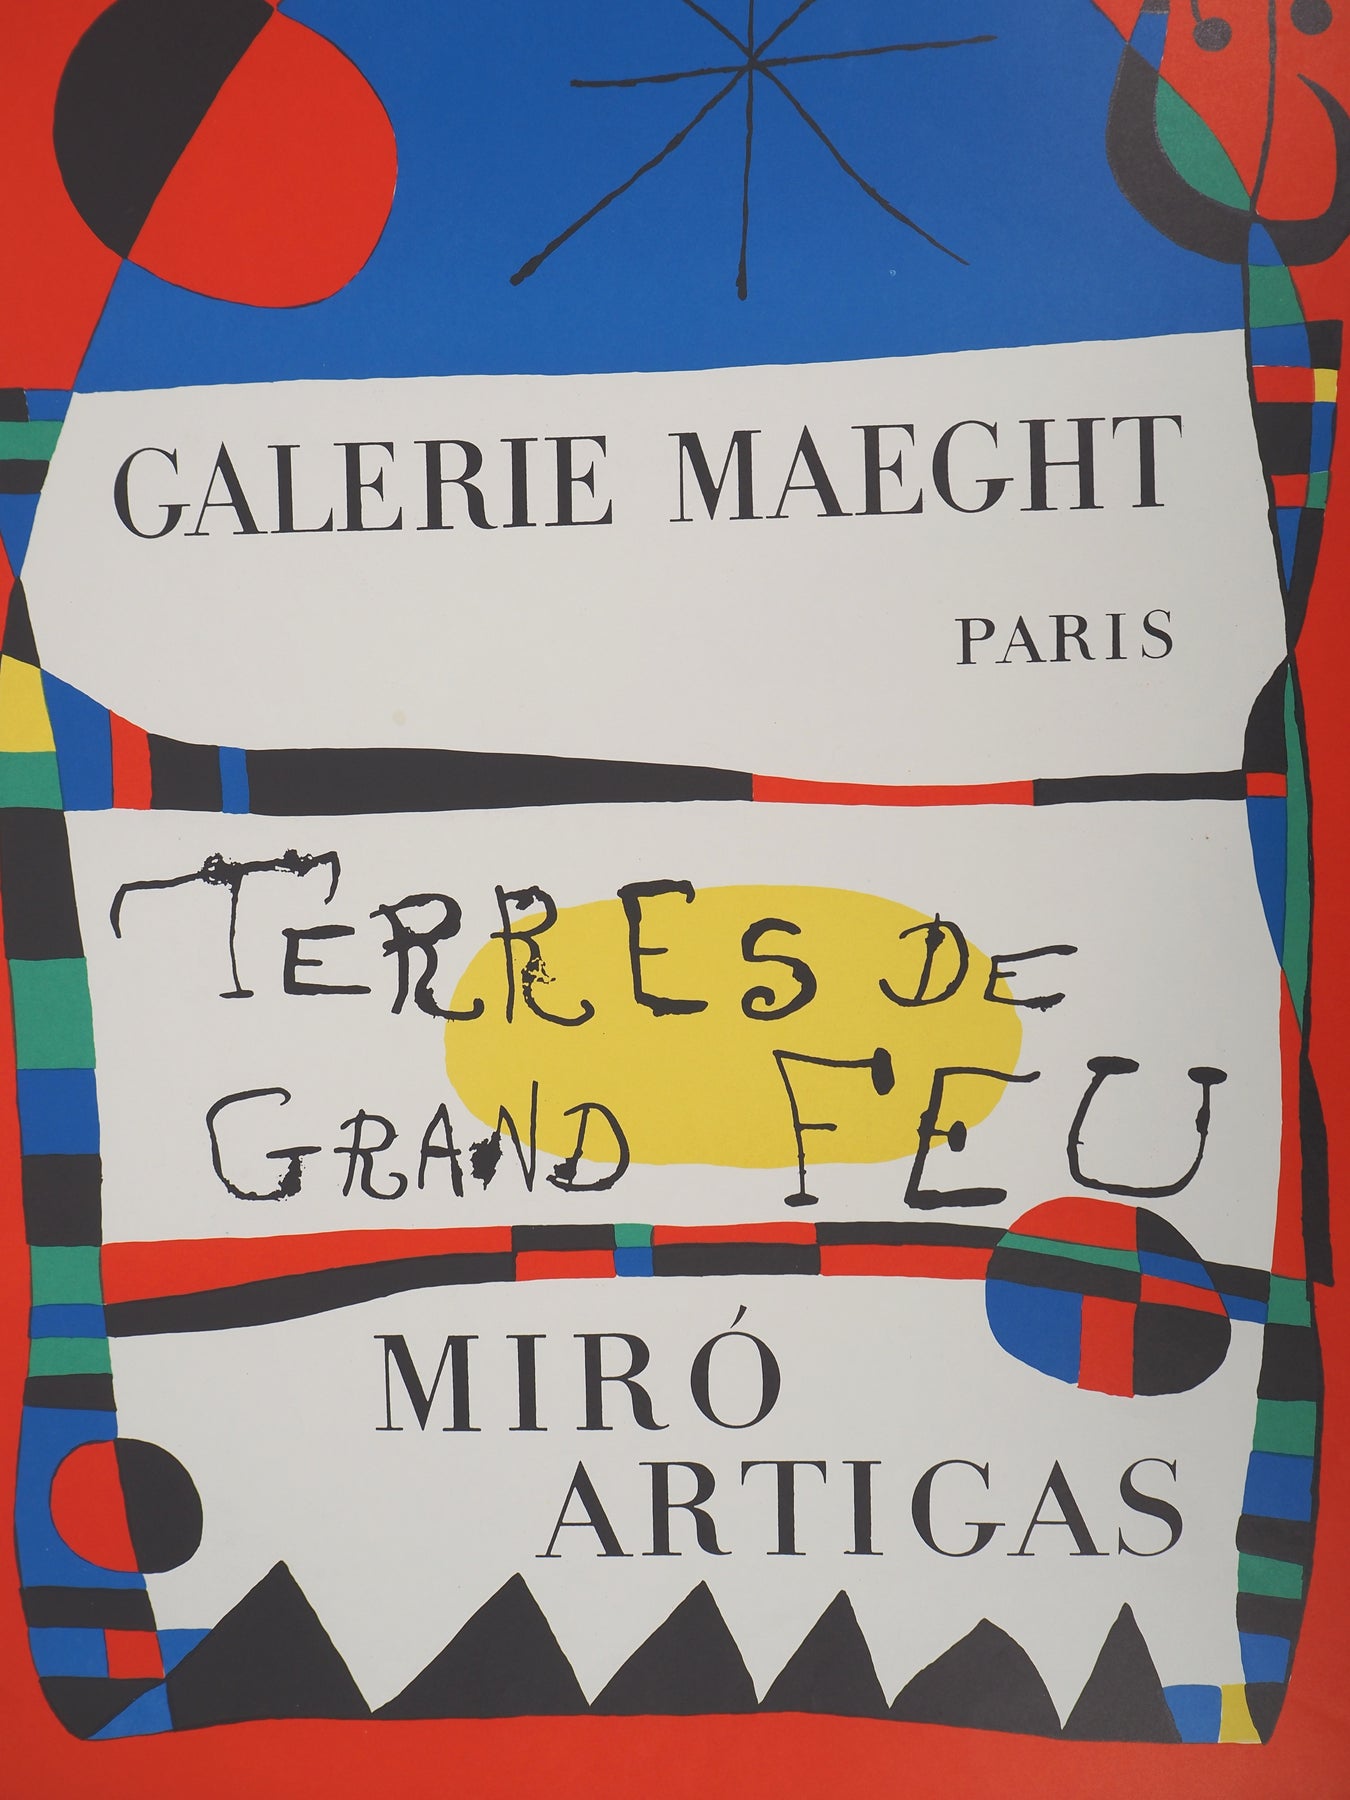 GALERIE MAEGHT
PARIS
TERRES DE
GRAND FEU
MIRÓ
ARTIGAS